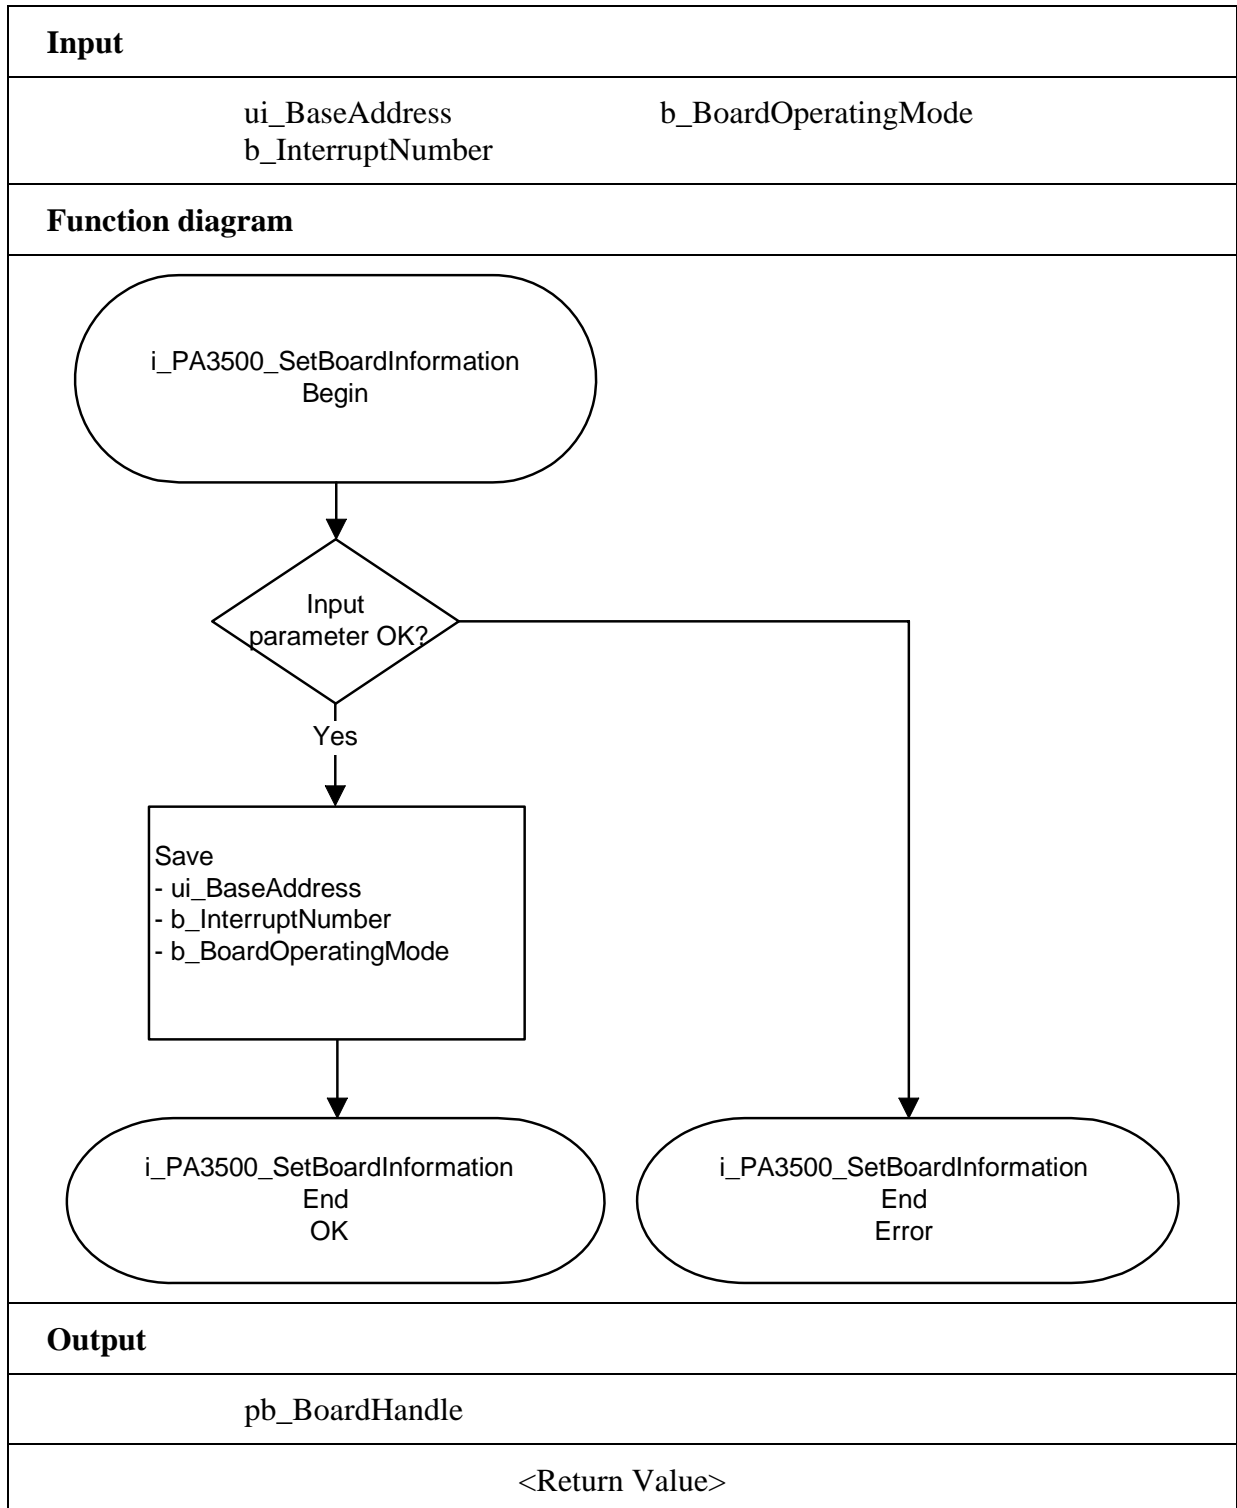 Input
ui_BaseAddress b_BoardOperatingMode
b_InterruptNumber
Function diagram
i_PA3500_SetBoardInformation
Begin
Input
parameter OK?
Yes
Save
- ui_BaseAddress
- b_InterruptNumber
- b_BoardOperatingMode
i_PA3500_SetBoardInformation
End
OK
i_PA3500_SetBoardInformation
End
Error
Output
pb_BoardHandle
<Return Value>